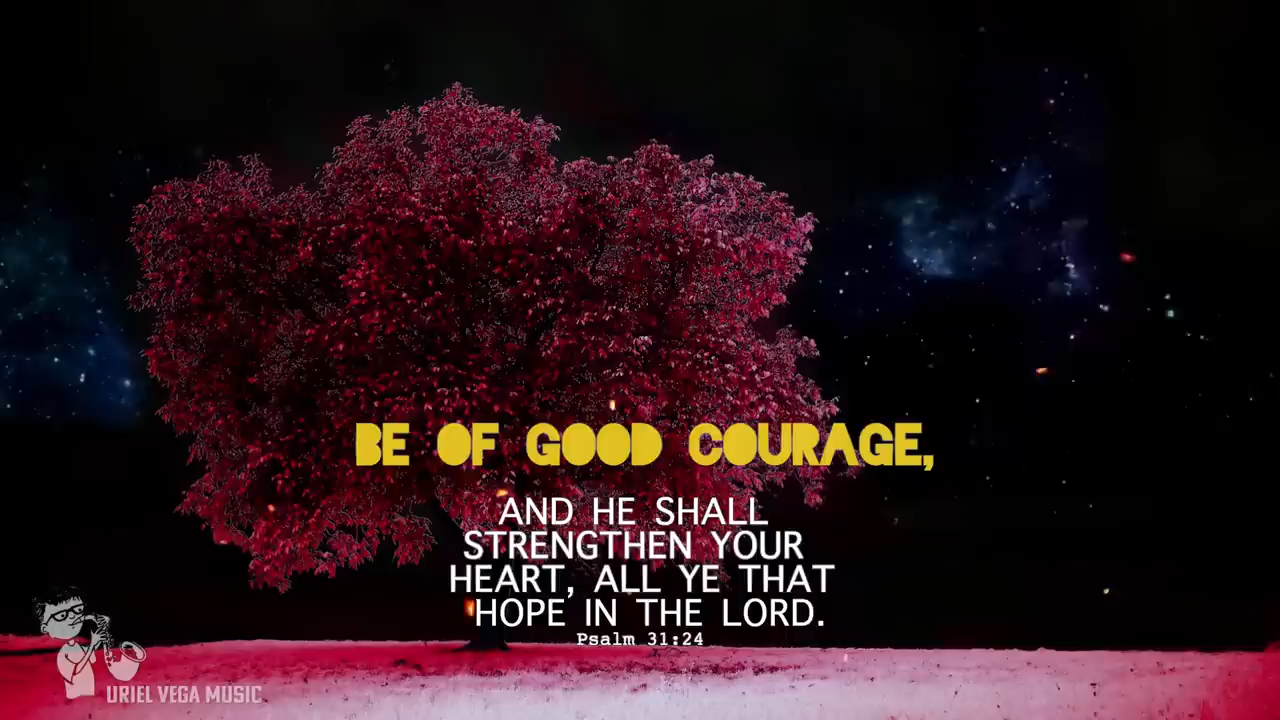 BE OF GOOD COURAGE,
AND HE SHALL
STRENGTHEN YOUR
HEART, ALL YE THAT
HOPE IN THE LORD.
Psalm 31:24
URIEL VEGA MUSIC